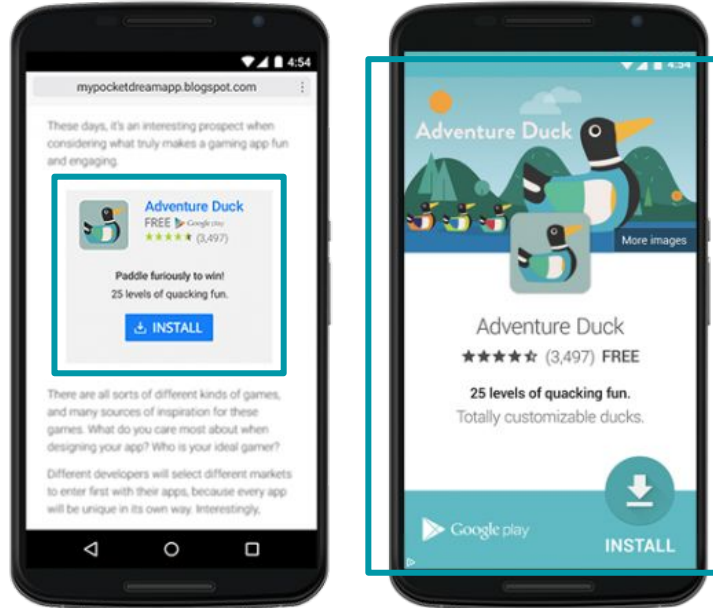 4:54
mypocketdreamapp.blogspot.com
These days, it's an interesting prospect when
considering what truly makes a gaming app fun
and engaging.
Adventure Duck
FREE Google play
(3,497)
Paddle furiously to win!
25 levels of quacking fun.
INSTALL
There are all sorts of different kinds of games,
and many sources of inspiration for these
games. What do you care most about when
designing your app? Who is your ideal gamer?
Different developers will select different markets
to enter first with their apps, because every app
will be unique in its own way. Interestingly,
4:54
Adventure Duck
More images
Adventure Duck
(3,497) FREE
25 levels of quacking fun.
Totally customizable ducks.
Google play
INSTALL